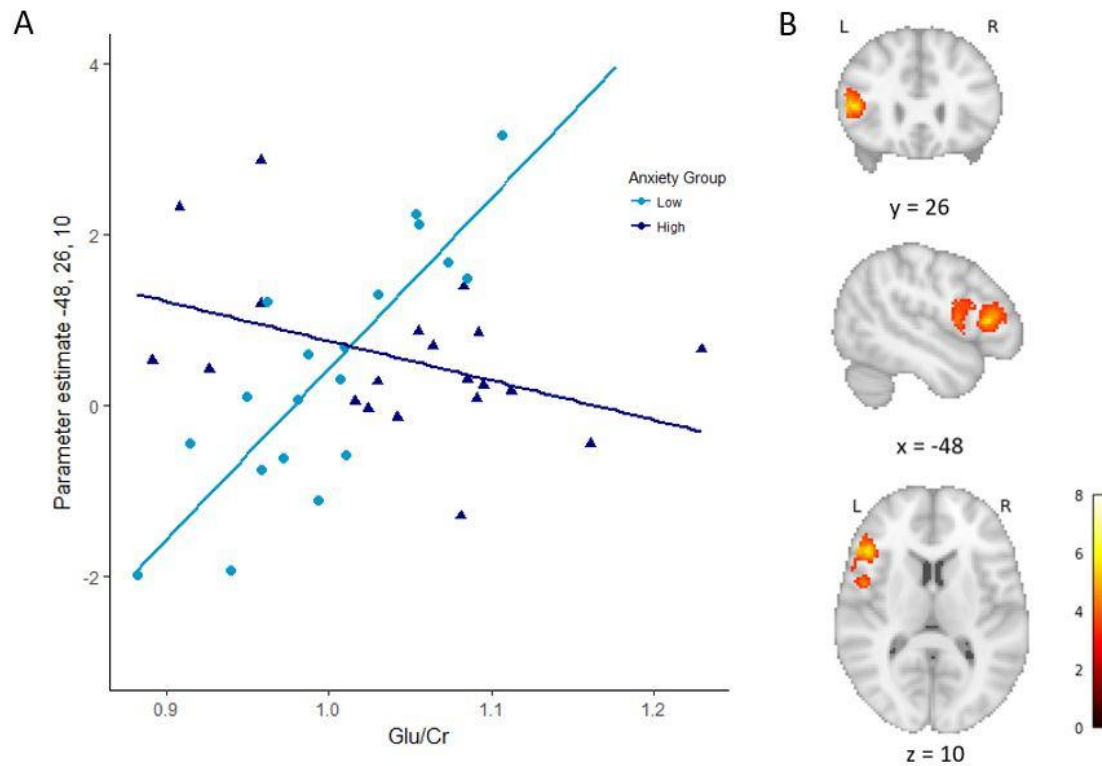 A
Parameter estimate -48, 26, 10
4
2
0
-2
0.9
1.0
1.1
1.2
Glu/Cr
Anxiety Group
Low
High
B
L R
y = 26
x = -48
L R
8
6
4
2
0
z = 10